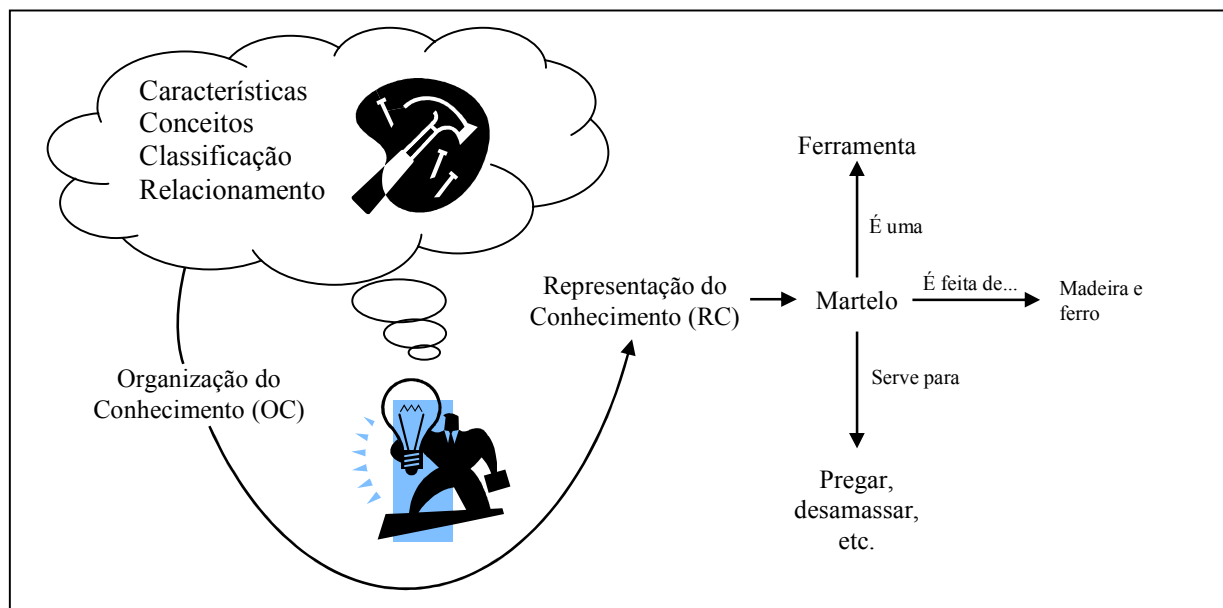 Características
Conceitos
Classificação
Relacionamento
Organização do
Conhecimento (OC)
Representação do
Conhecimento (RC)
Ferramenta
É uma
Martelo
É feita de...
Madeira e
ferro
Serve para
Pregar,
desamassar,
etc.